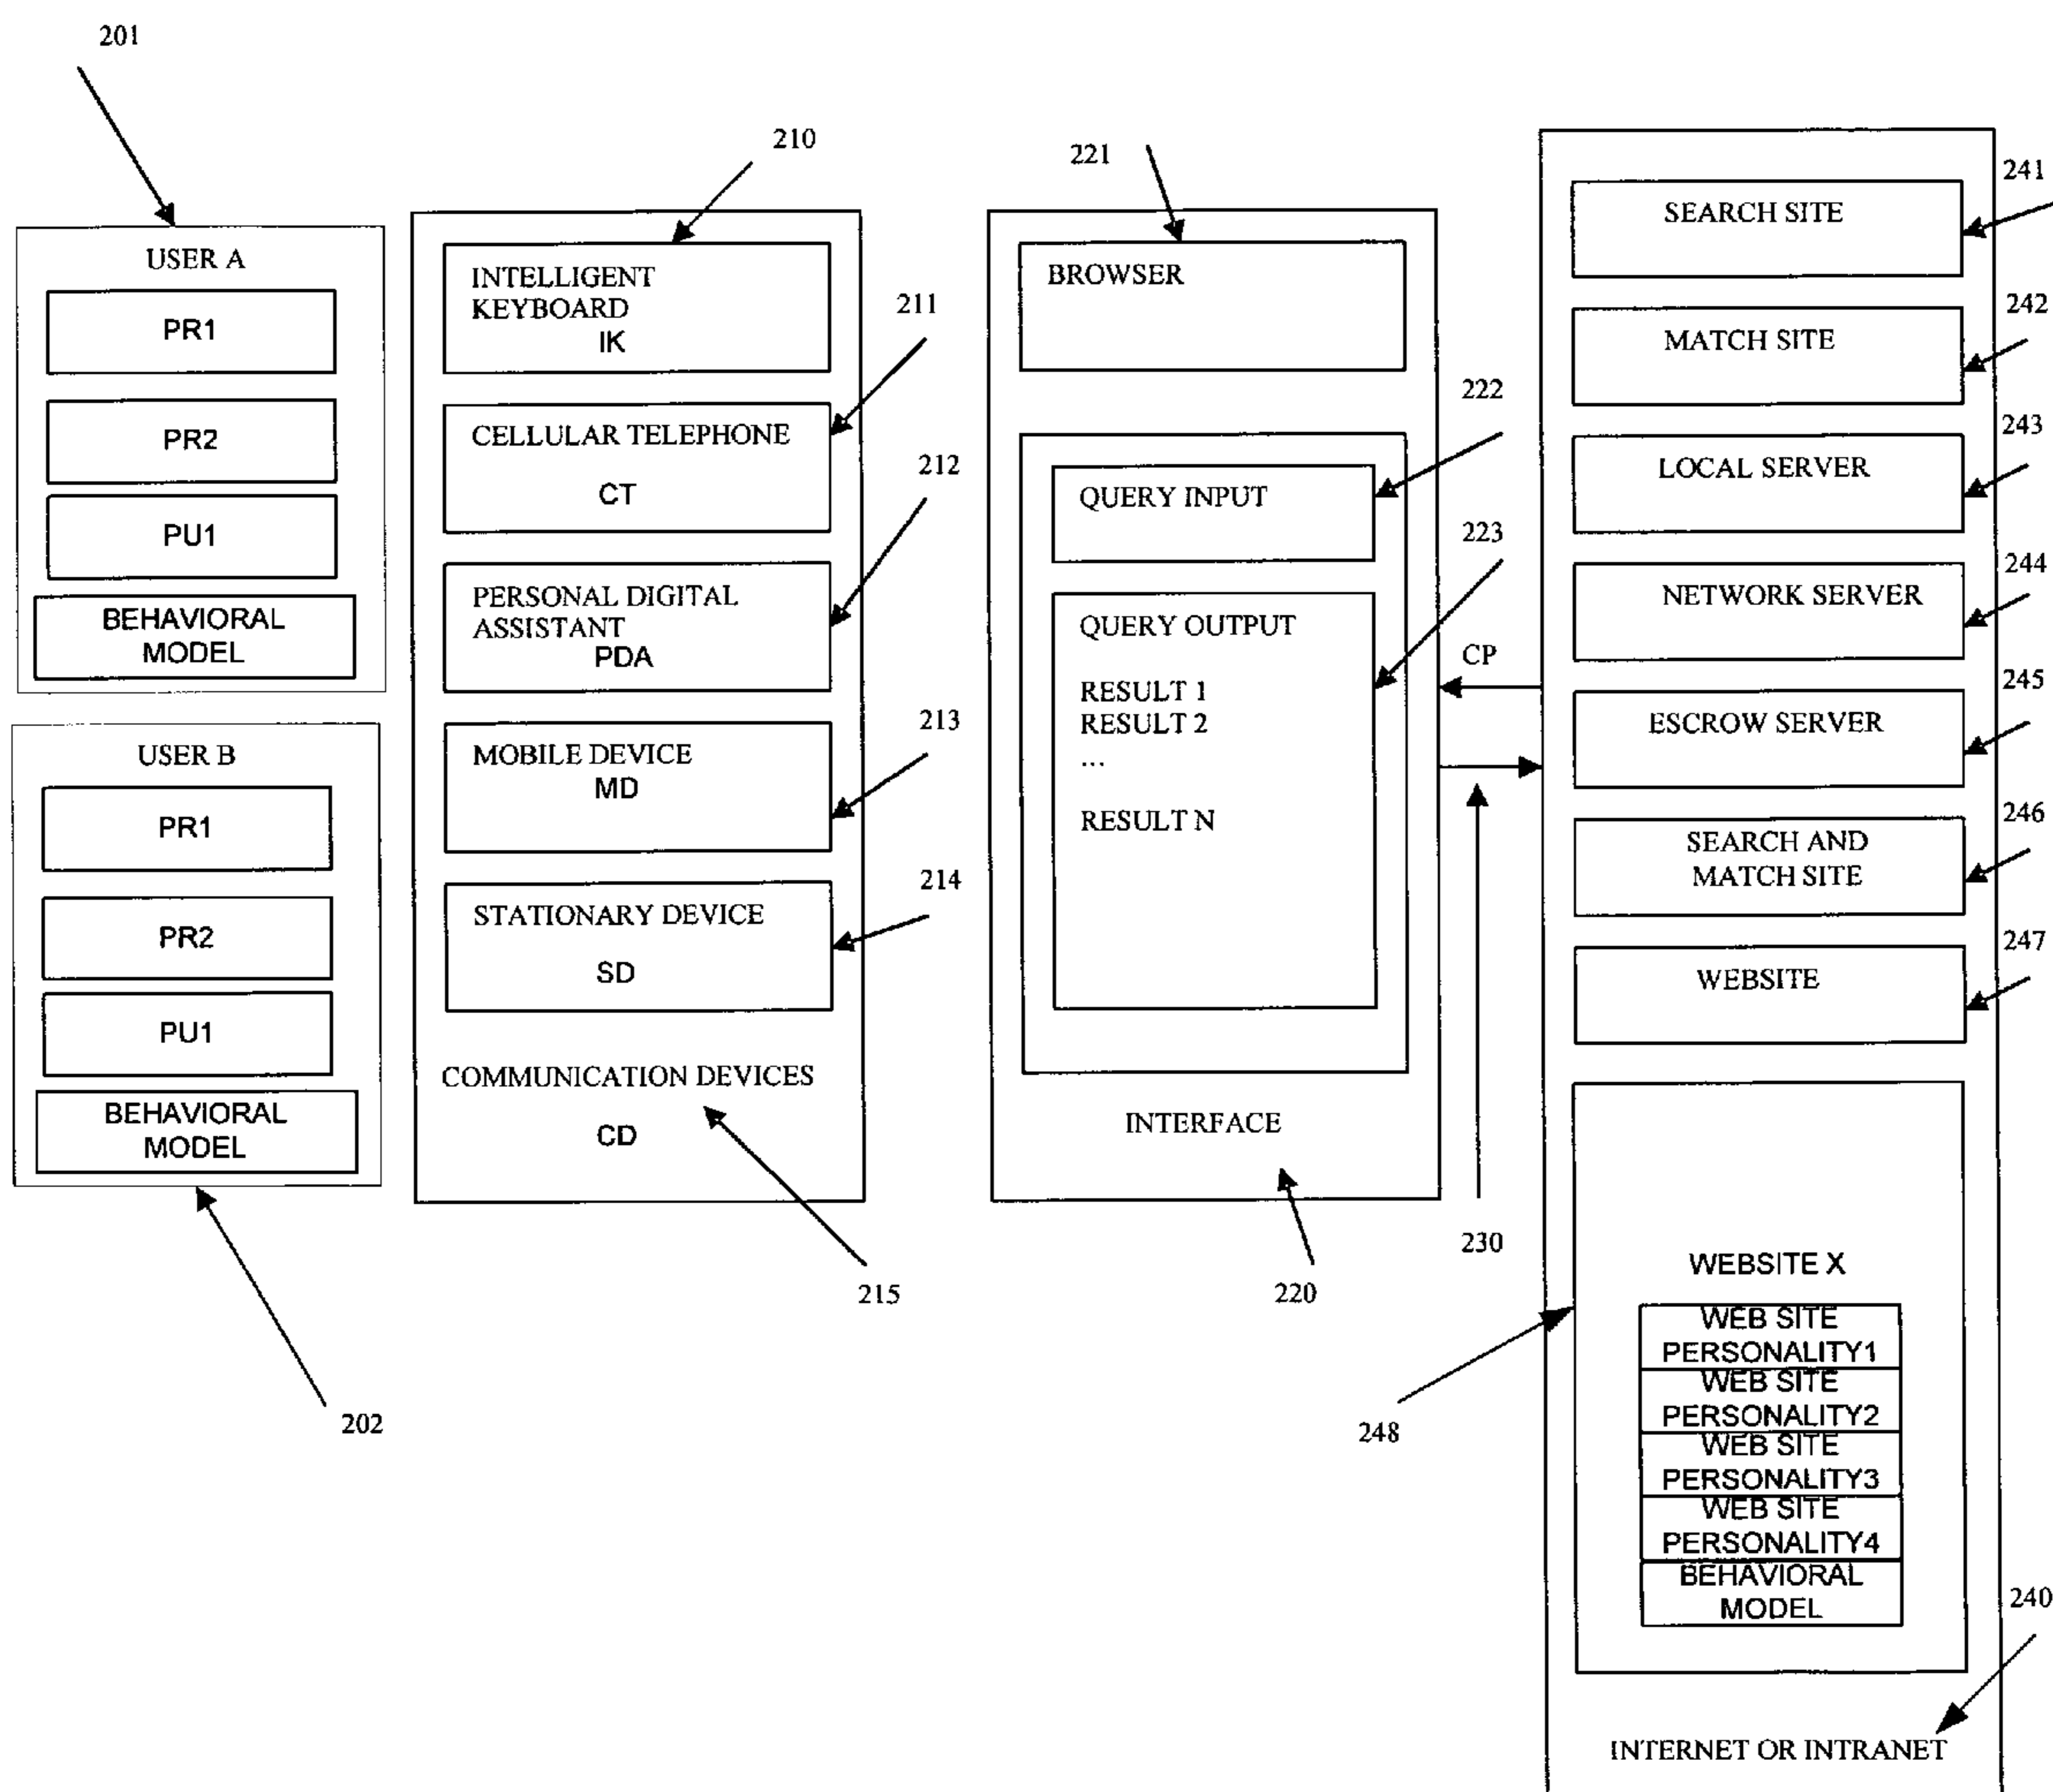 201
USER A
PR1
PR2
PU1
BEHAVIORAL
MODEL
USER B
PR1
PR2
PU1
BEHAVIORAL
MODEL
202
210
INTELLIGENT
KEYBOARD
IK
211
CELLULAR TELEPHONE
CT
212
PERSONAL DIGITAL
ASSISTANT
PDA
213
MOBILE DEVICE
MD
214
STATIONARY DEVICE
SD
COMMUNICATION DEVICES
CD
215
221
BROWSER
222
QUERY INPUT
223
QUERY OUTPUT
RESULT 1
RESULT 2
...
RESULT N
INTERFACE
220
CP
230
241
SEARCH SITE
242
MATCH SITE
243
LOCAL SERVER
244
NETWORK SERVER
245
ESCROW SERVER
246
SEARCH AND
MATCH SITE
247
WEBSITE
WEBSITE X
WEB SITE
PERSONALITY1
WEB SITE
PERSONALITY2
WEB SITE
PERSONALITY3
WEB SITE
PERSONALITY4
BEHAVIORAL
MODEL
248
240
INTERNET OR INTRANET